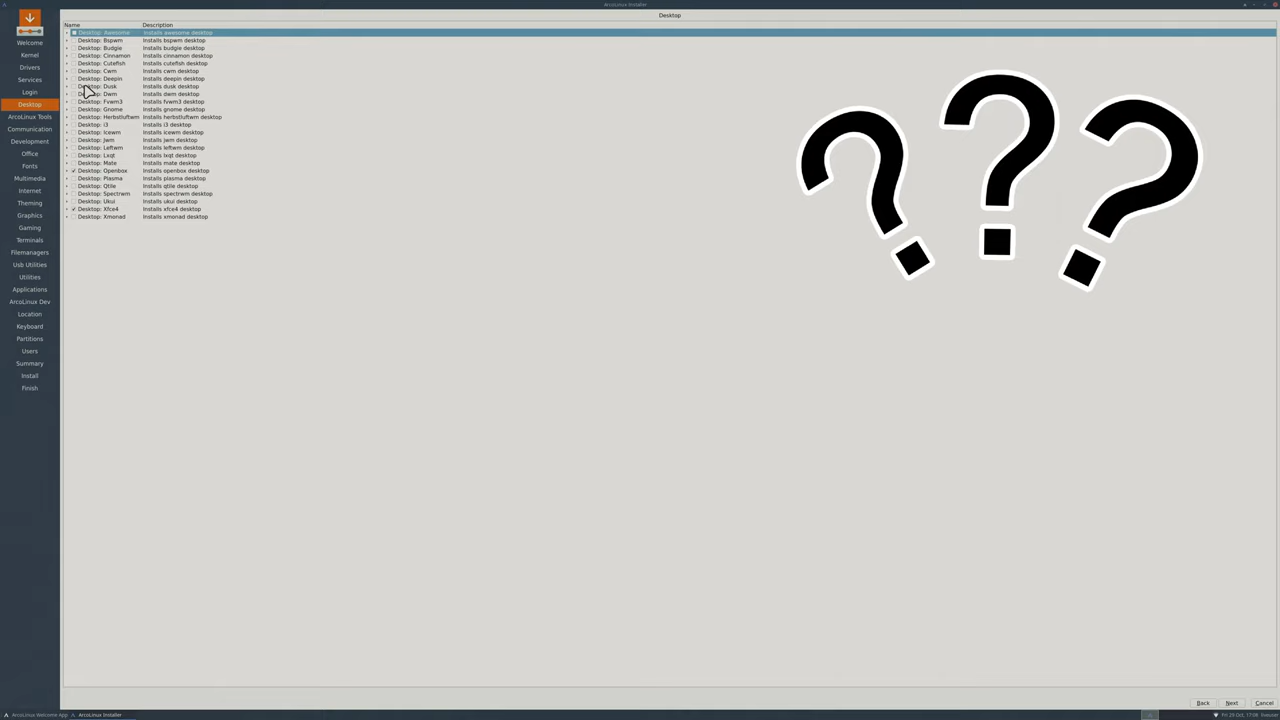 ArcoLinux Installer
Desktop
Name Description
Desktop: Awesome Installs awesome desktop
Desktop: Bspwm Installs bspwm desktop
Desktop: Budgie Installs budgie desktop
Desktop: Cinnamon Installs cinnamon desktop
Desktop: Cutefish Installs cutefish desktop
Desktop: Cwm Installs cwm desktop
Desktop: Deepin Installs deepin desktop
Desktop: Dusk Installs dusk desktop
Desktop: Dwm Installs dwm desktop
Desktop: Fvwm3 Installs fvwm3 desktop
Desktop: Gnome Installs gnome desktop
Desktop: Herbstluftwm Installs herbstluftwm desktop
Desktop: i3 Installs i3 desktop
Desktop: Icewm Installs icewm desktop
Desktop: Jwm Installs jwm desktop
Desktop: Leftwm Installs leftwm desktop
Desktop: Lxqt Installs lxqt desktop
Desktop: Mate Installs mate desktop
Desktop: Openbox Installs openbox desktop
Desktop: Plasma Installs plasma desktop
Desktop: Qtile Installs qtile desktop
Desktop: Spectrwm Installs spectrwm desktop
Desktop: Ukui Installs ukui desktop
Desktop: Xfce4 Installs xfce4 desktop
Desktop: Xmonad Installs xmonad desktop
Welcome
Kernel
Drivers
Services
Login
Desktop
ArcoLinux Tools
Communication
Development
Office
Fonts
Multimedia
Internet
Theming
Graphics
Gaming
Terminals
Filemanagers
Usb Utilities
Utilities
Applications
ArcoLinux Dev
Location
Keyboard
Partitions
Users
Summary
Install
Finish
???
Back Next Cancel
ArcoLinux Welcome App ArcoLinux Installer
Fri 29 Oct, 17:08 liveuser